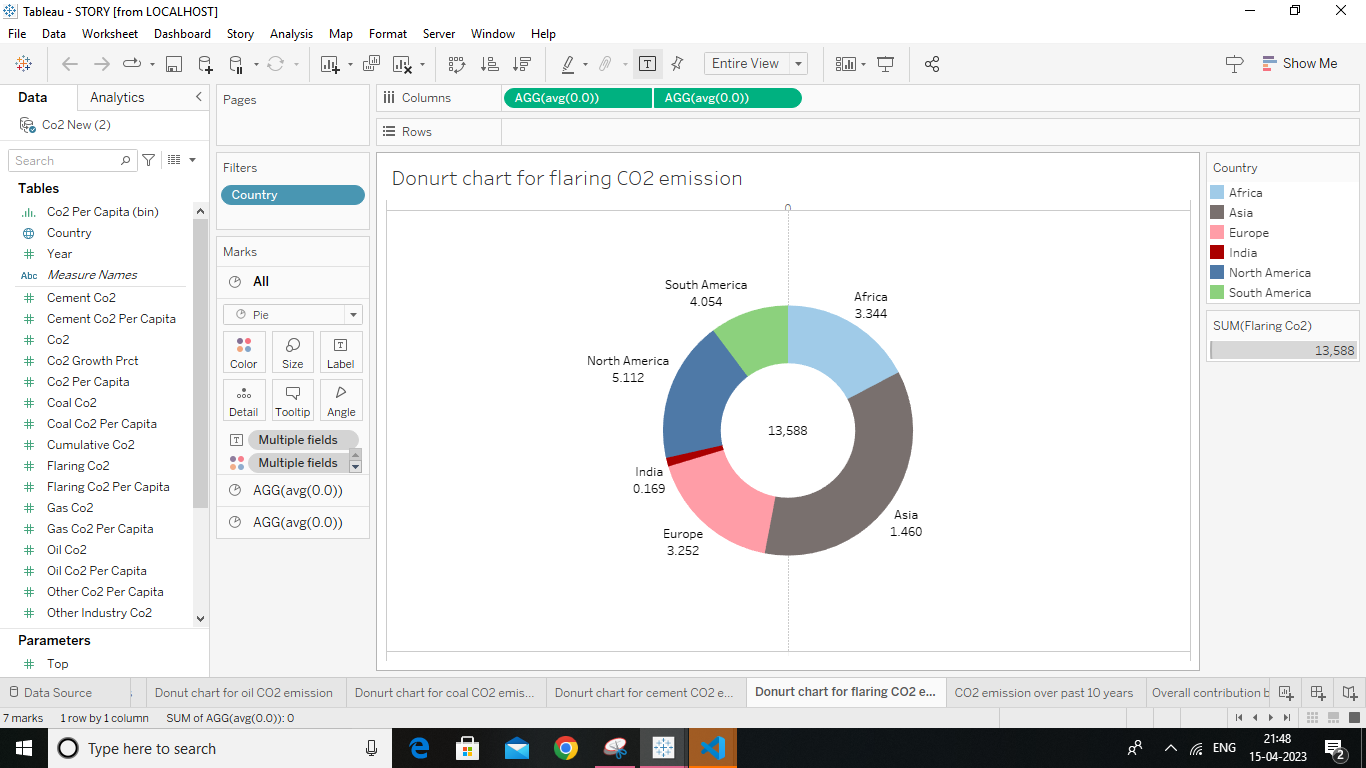 Tableau - STORY [from LOCALHOST]
File Data Worksheet Dashboard Story Analysis Map Format Server Window Help
Entire View
Show Me
Data Analytics
Co2 New (2)
Search
Tables
Co2 Per Capita (bin)
Country
Year
Abc Measure Names
Cement Co2
Cement Co2 Per Capita
Co2
Co2 Growth Prct
Co2 Per Capita
Coal Co2
Coal Co2 Per Capita
Cumulative Co2
Flaring Co2
Flaring Co2 Per Capita
Gas Co2
Gas Co2 Per Capita
Oil Co2
Oil Co2 Per Capita
Other Co2 Per Capita
Other Industry Co2
Parameters
Top
Pages
Filters
Country
Marks
All
Pie
Color Size Label
Detail Tooltip Angle
Multiple fields
Multiple fields
AGG(avg(0.0))
AGG(avg(0.0))
Columns AGG(avg(0.0)) AGG(avg(0.0))
Rows
Donurt chart for flaring CO2 emission
0
South America
4.054
Africa
3.344
North America
5.112
13,588
India
0.169
Asia
1.460
Europe
3.252
Country
Africa
Asia
Europe
India
North America
South America
SUM(Flaring Co2)
13,588
Data Source Donut chart for oil CO2 emission Donurt chart for coal CO2 emis... Donurt chart for cement CO2 e... Donurt chart for flaring CO2 e... CO2 emission over past 10 years Overall contribution b
7 marks 1 row by 1 column SUM of AGG(avg(0.0)): 0
Type here to search
ENG
21:48
15-04-2023
2